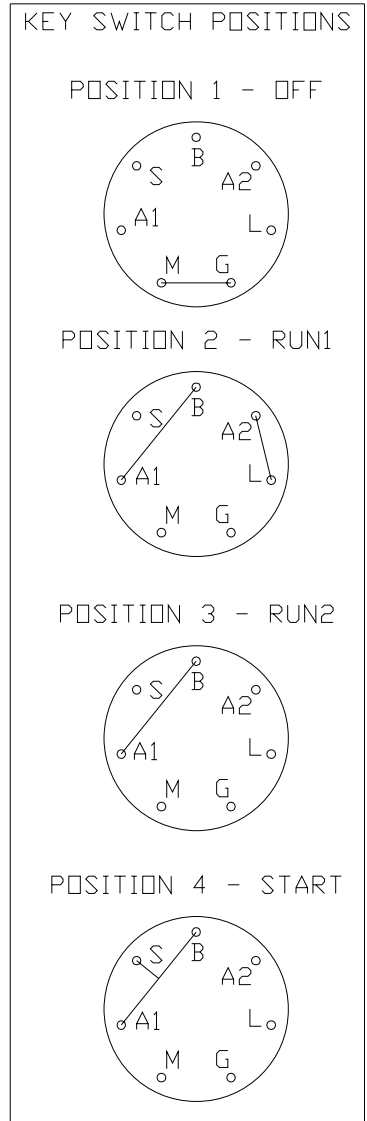 KEY SWITCH POSITIONS
POSITION 1 - OFF
B
S A2
A1 L
M G
POSITION 2 - RUN1
B
S A2
A1 L
M G
POSITION 3 - RUN2
B
S A2
A1 L
M G
POSITION 4 - START
B
S A2
A1 L
M G